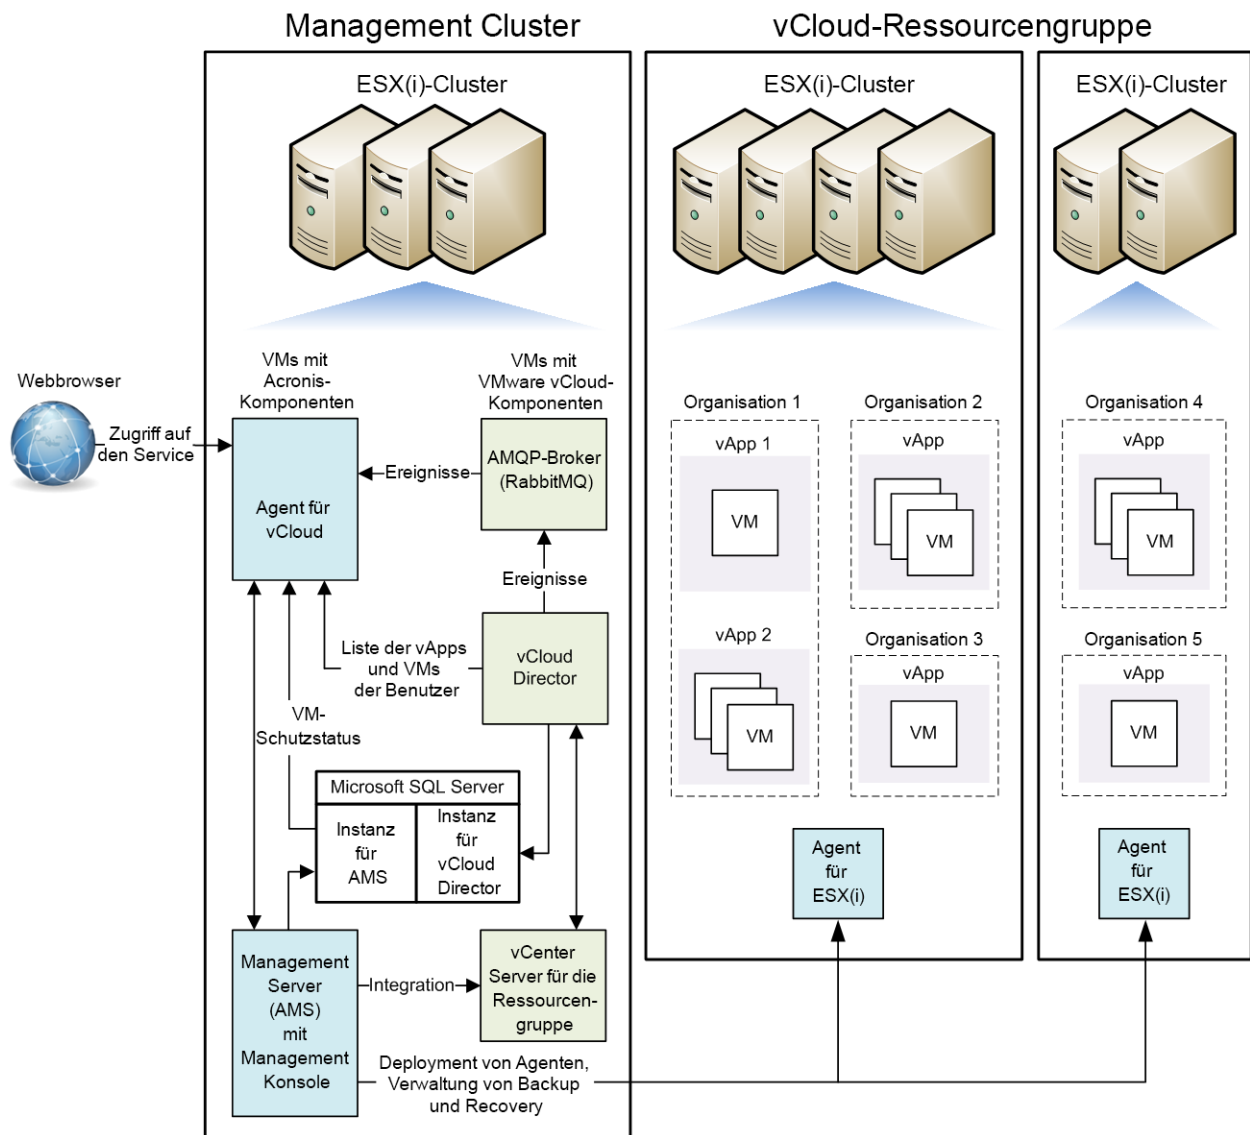 Management Cluster
vCloud-Ressourcengruppe
ESX(i)-Cluster
ESX(i)-Cluster
ESX(i)-Cluster
Webbrowser
Zugriff auf
den Service
VMs mit
Acronis-
Komponenten
VMs mit
VMware vCloud-
Komponenten
Agent für
vCloud
Ereignisse
AMQP-Broker
(RabbitMQ)
Ereignisse
Liste der vApps
und VMs
der Benutzer
vCloud
Director
VM-
Schutzstatus
Microsoft SQL Server
Instanz
für
AMS
Instanz
für
vCloud
Director
Management
Server
(AMS)
mit
Management
Konsole
Integration
vCenter
Server für die
Ressourcen-
gruppe
Deployment von Agenten,
Verwaltung von Backup
und Recovery
Organisation 1
vApp 1
VM
vApp 2
VM
Organisation 2
vApp
VM
Organisation 3
vApp
VM
Agent
für
ESX(i)
Organisation 4
vApp
VM
Organisation 5
vApp
VM
Agent
für
ESX(i)